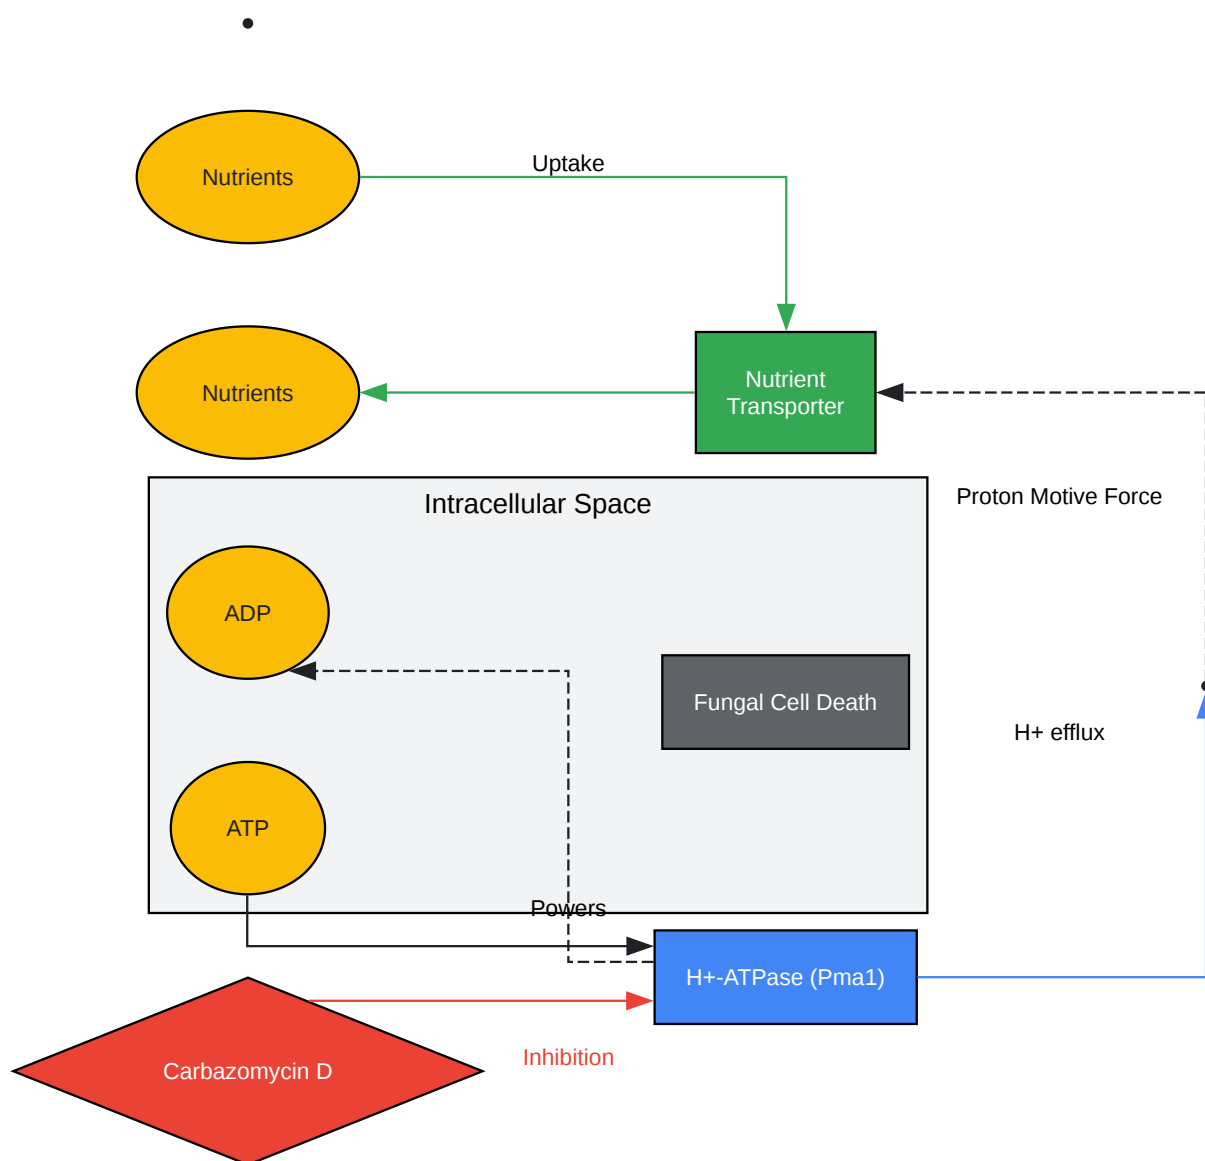 Uptake
Nutrients
Nutrient
Transporter
Nutrients
Intracellular Space
Proton Motive Force
ADP
Fungal Cell Death
H+ efflux
ATP
Powers
H+-ATPase (Pma1)
Inhibition
Carbazomycin D